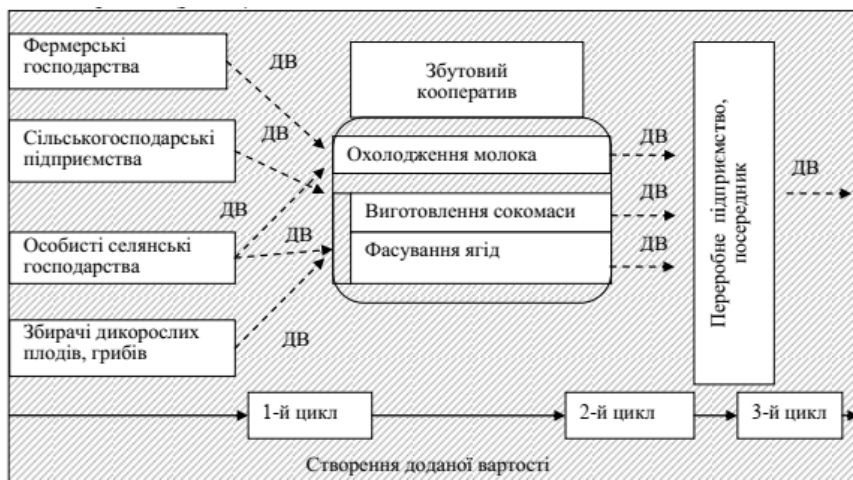 Фермерські
господарства
ДВ
Збутовий
кооператив
Сільськогосподарські
підприємства
ДВ
Охолодження молока
ДВ
Переробне підприємство,
посередник
ДВ
ДВ
Виготовлення сокомаси
ДВ
Особисті селянські
господарства
ДВ
Фасування ягід
ДВ
Збирачі дикорослих
плодів, грибів
ДВ
1-й цикл
2-й цикл
3-й цикл
Створення доданої вартості